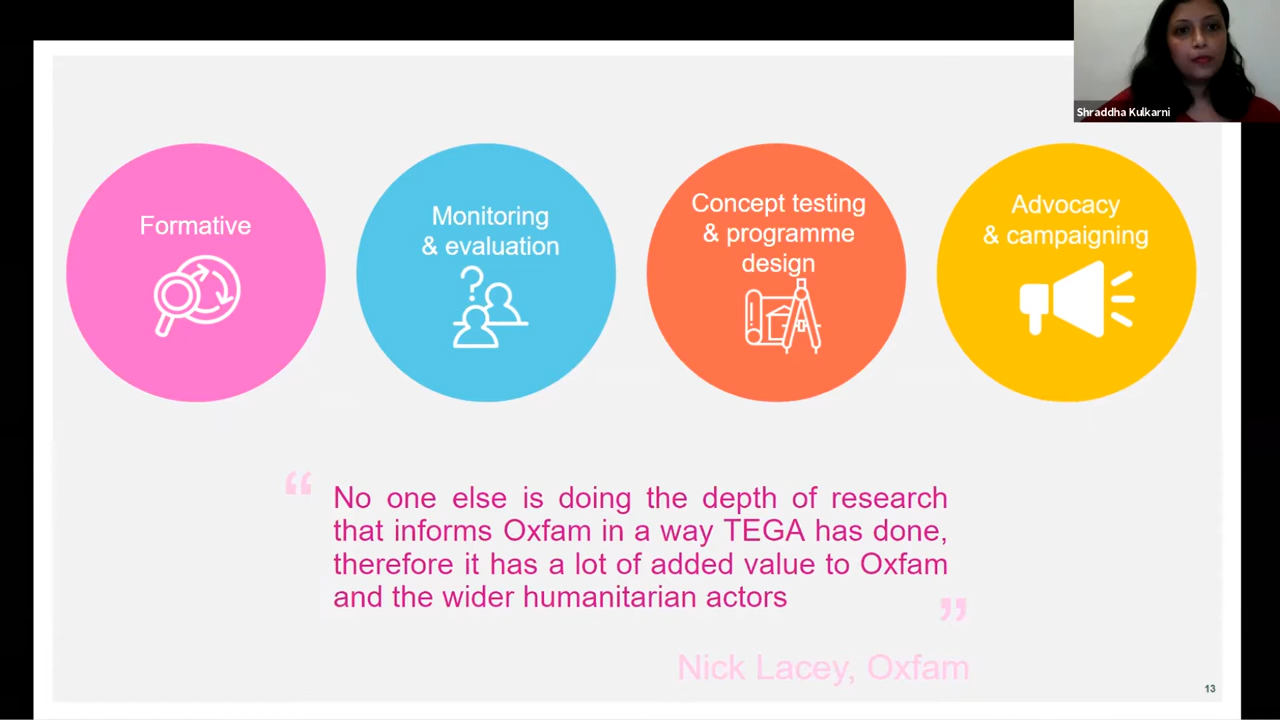 Shraddha Kulkarni
Formative
Monitoring
& evaluation
Concept testing
& programme
design
Advocacy
& campaigning
“
No one else is doing the depth of research
that informs Oxfam in a way TEGA has done,
therefore it has a lot of added value to Oxfam
and the wider humanitarian actors
”
Nick Lacey, Oxfam
13